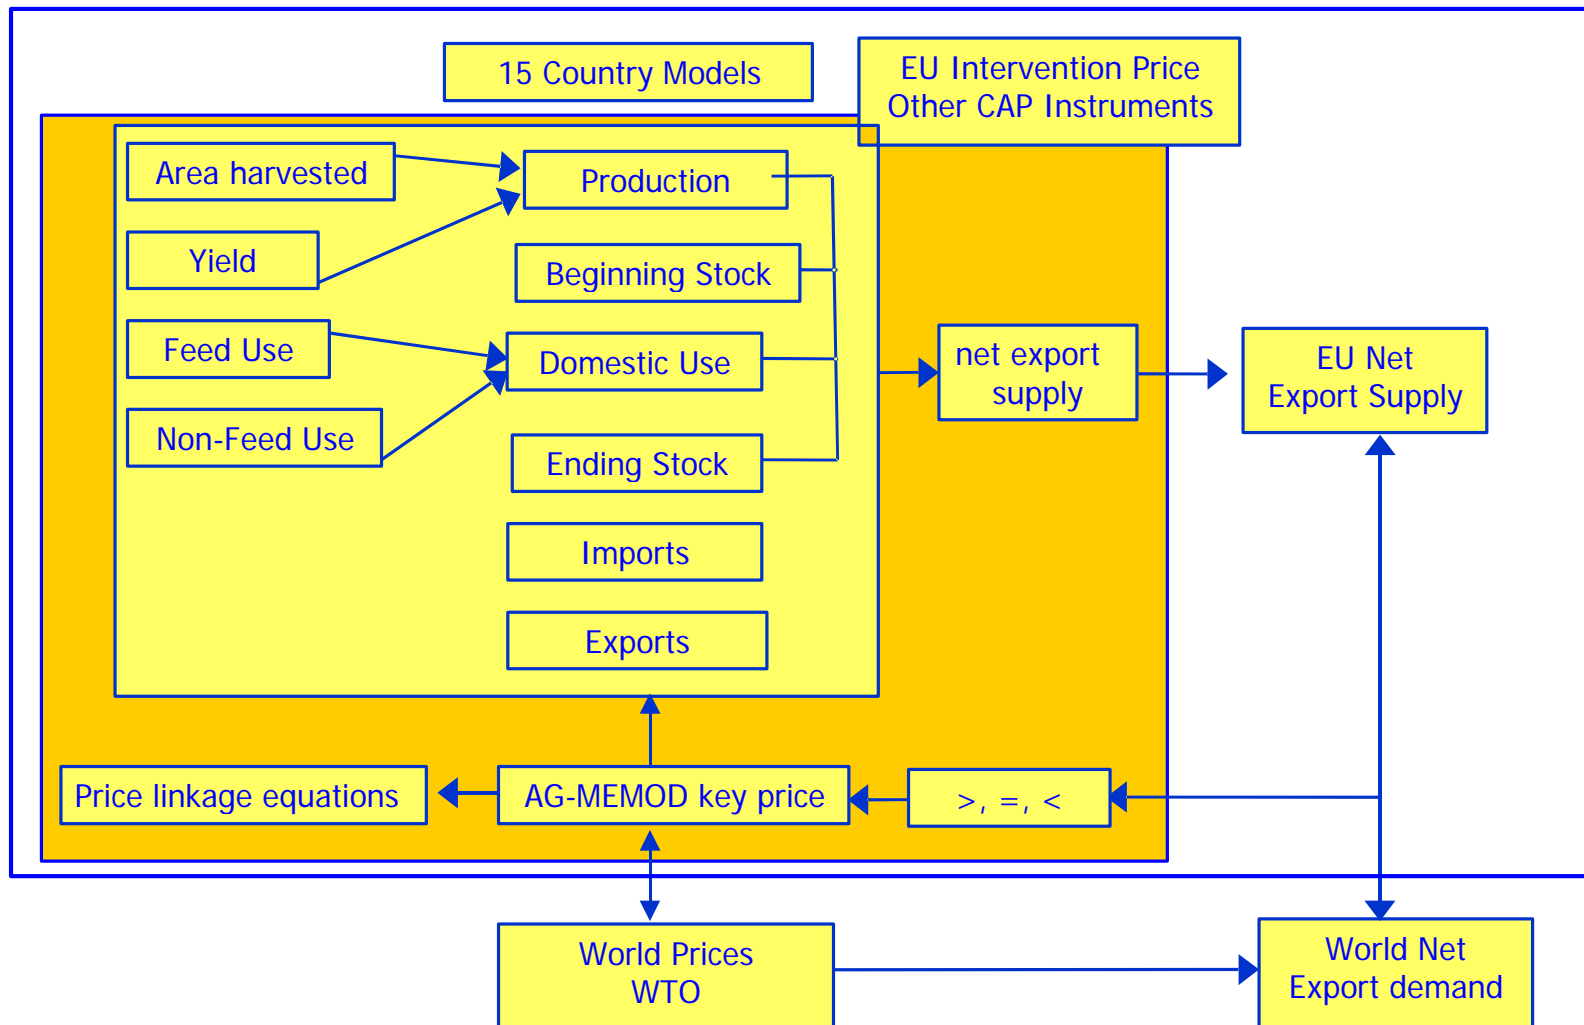 15 Country Models
EU Intervention Price
Other CAP Instruments
Area harvested
Production
Yield
Beginning Stock
Feed Use
Domestic Use
net export
supply
EU Net
Export Supply
Non-Feed Use
Ending Stock
Imports
Exports
Price linkage equations
AG-MEMOD key price
>, =, <
World Prices
WTO
World Net
Export demand